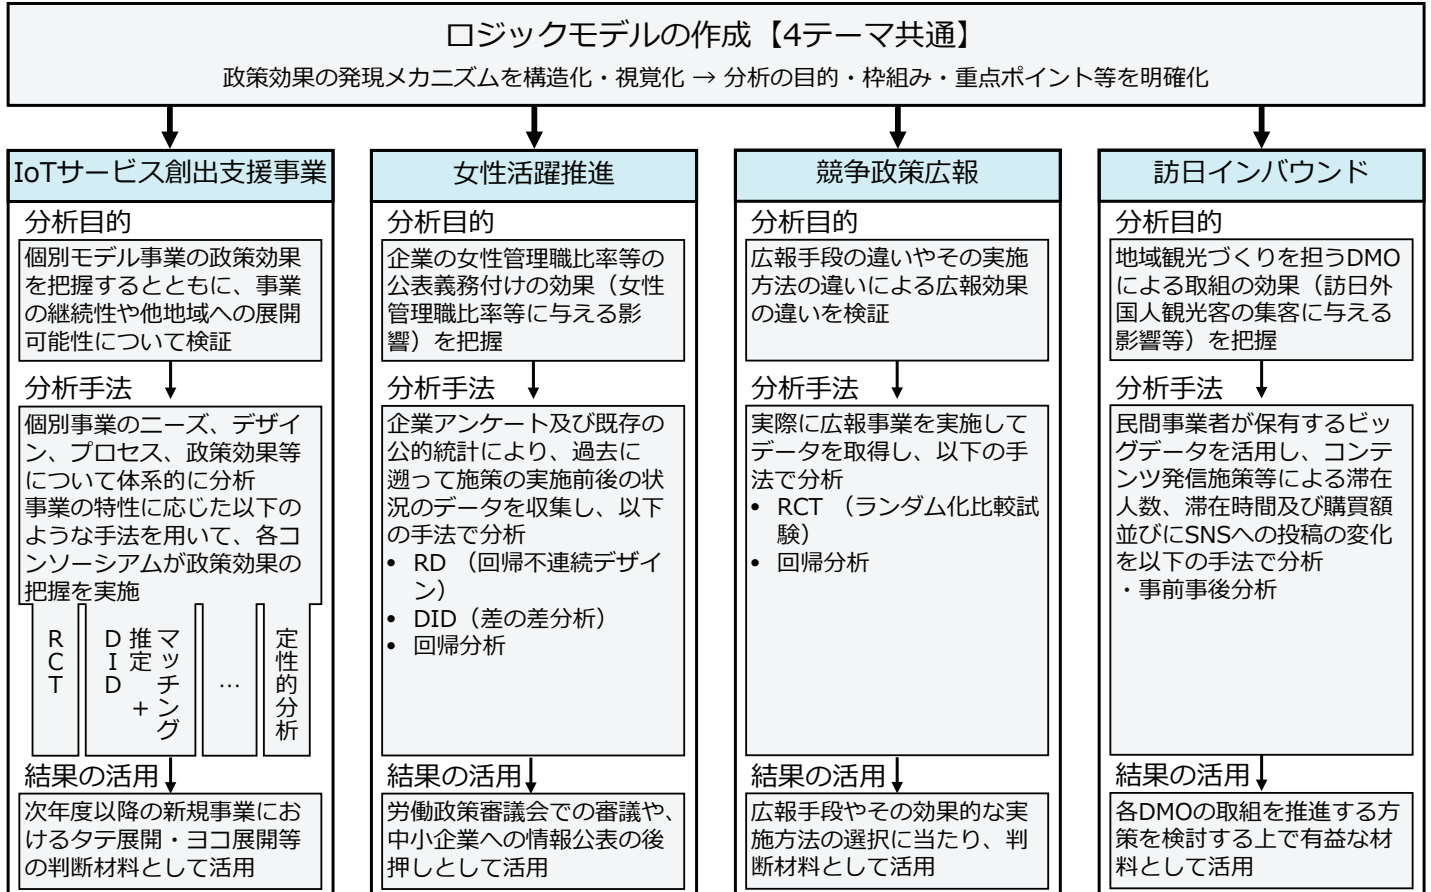 ロジックモデルの作成【4テーマ共通】
政策効果の発現メカニズムを構造化・視覚化 → 分析の目的・枠組み・重点ポイント等を明確化
IoTサービス創出支援事業
分析目的
個別モデル事業の政策効果
を把握するとともに、事業
の継続性や他地域への展開
可能性について検証
分析手法
個別事業のニーズ、デザイ
ン、プロセス、政策効果等
について体系的に分析
事業の特性に応じた以下の
ような手法を用いて、各コ
ンソーシアムが政策効果の
把握を実施
RCT
マッチング+
DID推定
…
定性的分析
結果の活用
次年度以降の新規事業にお
けるタテ展開・ヨコ展開等
の判断材料として活用
女性活躍推進
分析目的
企業の女性管理職比率等の
公表義務付けの効果（女性
管理職比率等に与える影
響）を把握
分析手法
企業アンケート及び既存の
公的統計により、過去に
遡って施策の実施前後の状
況のデータを収集し、以下
の手法で分析
• RD （回帰不連続デザイ
ン）
• DID（差の差分析）
• 回帰分析
結果の活用
労働政策審議会での審議や、
中小企業への情報公表の後
押しとして活用
競争政策広報
分析目的
広報手段の違いやその実施
方法の違いによる広報効果
の違いを検証
分析手法
実際に広報事業を実施して
データを取得し、以下の手
法で分析
• RCT （ランダム化比較試
験）
• 回帰分析
結果の活用
広報手段やその効果的な実
施方法の選択に当たり、判
断材料として活用
訪日インバウンド
分析目的
地域観光づくりを担うDMO
による取組の効果（訪日外
国人観光客の集客に与える
影響等）を把握
分析手法
民間事業者が保有するビッ
グデータを活用し、コンテ
ンツ発信施策等による滞在
人数、滞在時間及び購買額
並びにSNSへの投稿の変化
を以下の手法で分析
・事前事後分析
結果の活用
各DMOの取組を推進する方
策を検討する上で有益な材
料として活用